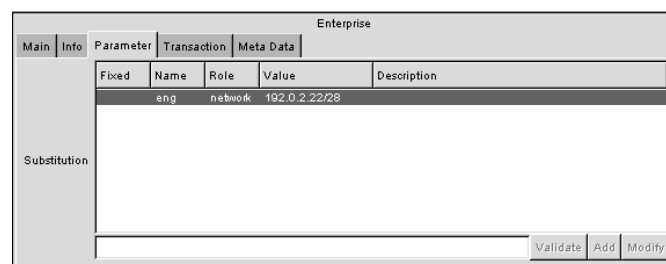 Enterprise
Main Info Parameter Transaction Meta Data
Fixed Name Role Value Description
eng network 192.0.2.22/28
Substitution
Validate Add Modify